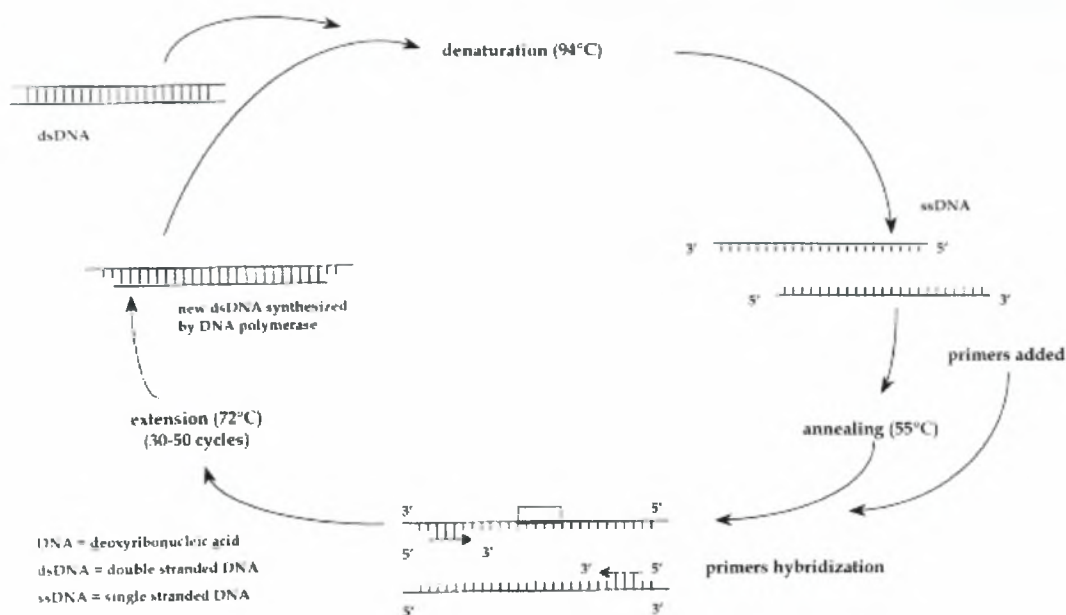 denaturation (94°C)
dsDNA
ssDNA
3' 5'
5' 3'
new dsDNA synthesized
by DNA polymerase
primers added
extension (72°C)
(30-50 cycles)
annealing (55°C)
3' 5'
5' 3'
3' 5'
5' 3'
primers hybridization
DNA = deoxyribonucleic acid
dsDNA = double stranded DNA
ssDNA = single stranded DNA